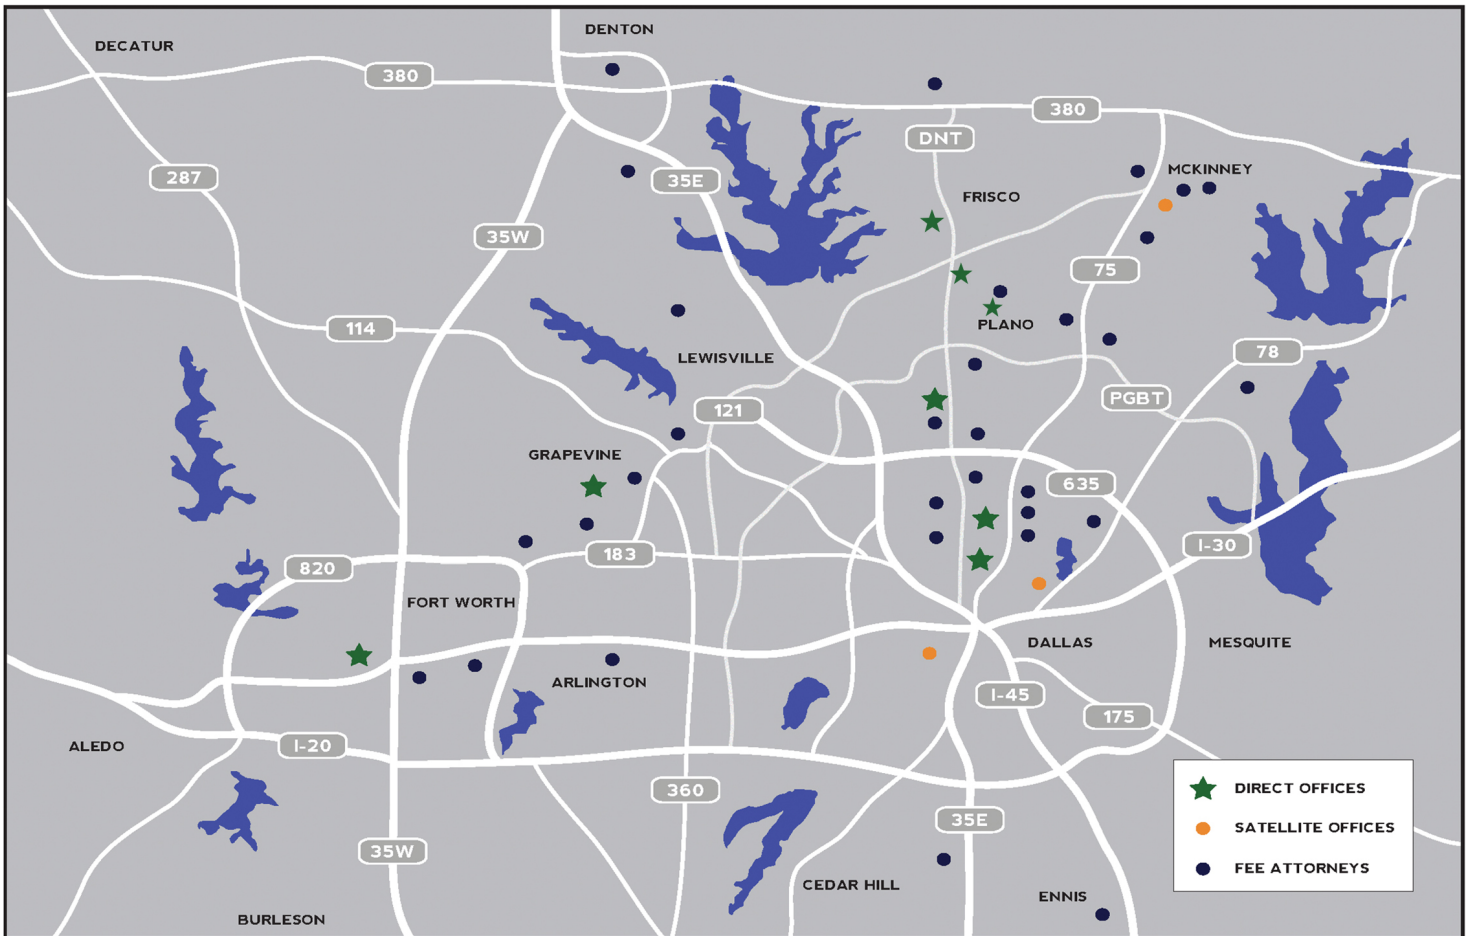 DENTON
DECATUR
380
380
DNT
MCKINNEY
287
35E
FRISCO
35W
75
114
PLANO
78
LEWISVILLE
PGBT
121
GRAPEVINE
635
I-30
183
820
FORT WORTH
DALLAS
MESQUITE
ARLINGTON
I-45
175
ALEDO
I-20
360
DIRECT OFFICES
35E
SATELLITE OFFICES
35W
FEE ATTORNEYS
CEDAR HILL
ENNIS
BURLESON